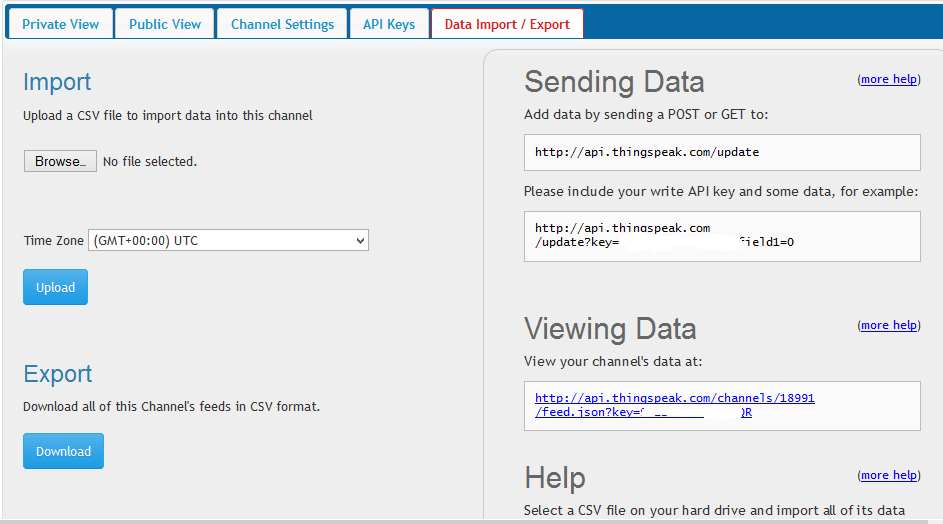 Private View
Public View
Channel Settings
API Keys
Data Import / Export
Import
Upload a CSV file to import data into this channel
Browse... No file selected.
Time Zone (GMT+00:00) UTC
Upload
Export
Download all of this Channel's feeds in CSV format.
Download
Sending Data
(more help)
Add data by sending a POST or GET to:
http://api.thingspeak.com/update
Please include your write API key and some data, for example:
http://api.thingspeak.com
/update?key= field1=0
Viewing Data
(more help)
View your channel's data at:
http://api.thingspeak.com/channels/18991
/feed.json?key= QR
Help
(more help)
Select a CSV file on your hard drive and import all of its data